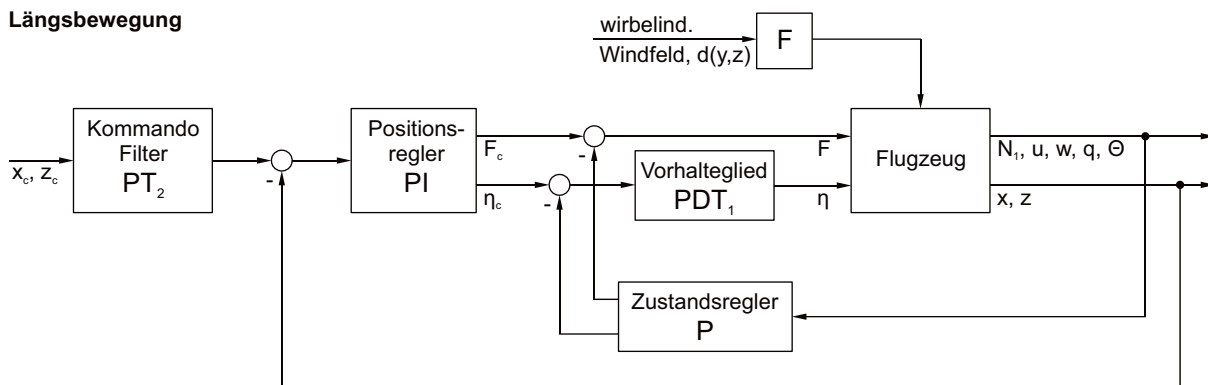 Längsbewegung
wirbelind.
Windfeld, d(y,z)
F
Kommando
Filter
PT₂
x_c, z_c
-
Positions-
regler
PI
F_c
η_c
-
-
Vorhalteglied
PDT₁
F
η
Flugzeug
N₁, u, w, q, Θ
x, z
Zustandsregler
P